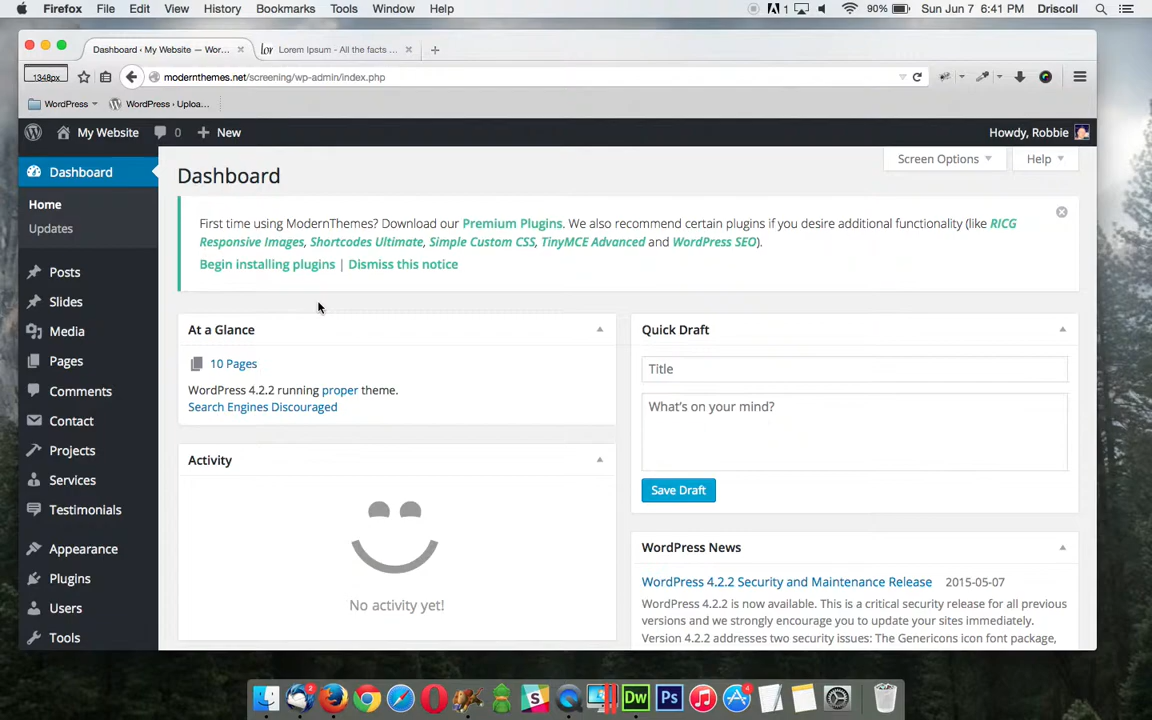 Firefox File Edit View History Bookmarks Tools Window Help 1 90% Sun Jun 7 6:41 PM Driscoll
Dashboard ‹ My Website — Wor... Lorem Ipsum - All the facts ...
1348px modernthemes.net/screening/wp-admin/index.php
WordPress WordPress › Uploa...
My Website 0 New Howdy, Robbie
Dashboard
Home
Updates
Posts
Slides
Media
Pages
Comments
Contact
Projects
Services
Testimonials
Appearance
Plugins
Users
Tools
Screen Options Help
Dashboard
First time using ModernThemes? Download our Premium Plugins. We also recommend certain plugins if you desire additional functionality (like RICG
Responsive Images, Shortcodes Ultimate, Simple Custom CSS, TinyMCE Advanced and WordPress SEO).
Begin installing plugins | Dismiss this notice
At a Glance
10 Pages
WordPress 4.2.2 running proper theme.
Search Engines Discouraged
Activity
No activity yet!
Quick Draft
Title
What's on your mind?
Save Draft
WordPress News
WordPress 4.2.2 Security and Maintenance Release 2015-05-07
WordPress 4.2.2 is now available. This is a critical security release for all previous
versions and we strongly encourage you to update your sites immediately.
Version 4.2.2 addresses two security issues: The Genericons icon font package,
2 S Dw Ps 4